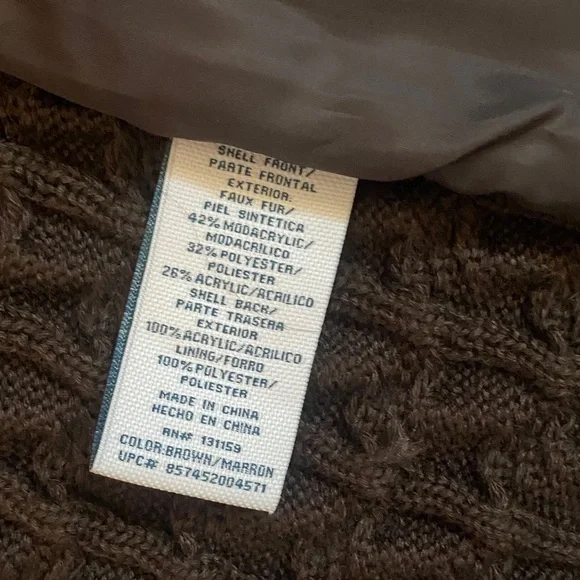 SHELL FRONT/
PARTE FRONTAL
EXTERIOR:
FAUX FUR/
PIEL SINTETICA
42% MODACRYLIC/
MODACRILICO
32% POLYESTER/
POLIESTER
26% ACRYLIC/ACRILICO
SHELL BACK/
PARTE TRASERA
EXTERIOR
100% ACRYLIC/ACRILICO
LINING/FORRO
100% POLYESTER/
POLIESTER
MADE IN CHINA
HECHO EN CHINA
RN# 131159
COLOR:BROWN/MARRON
UPC# 857452004571